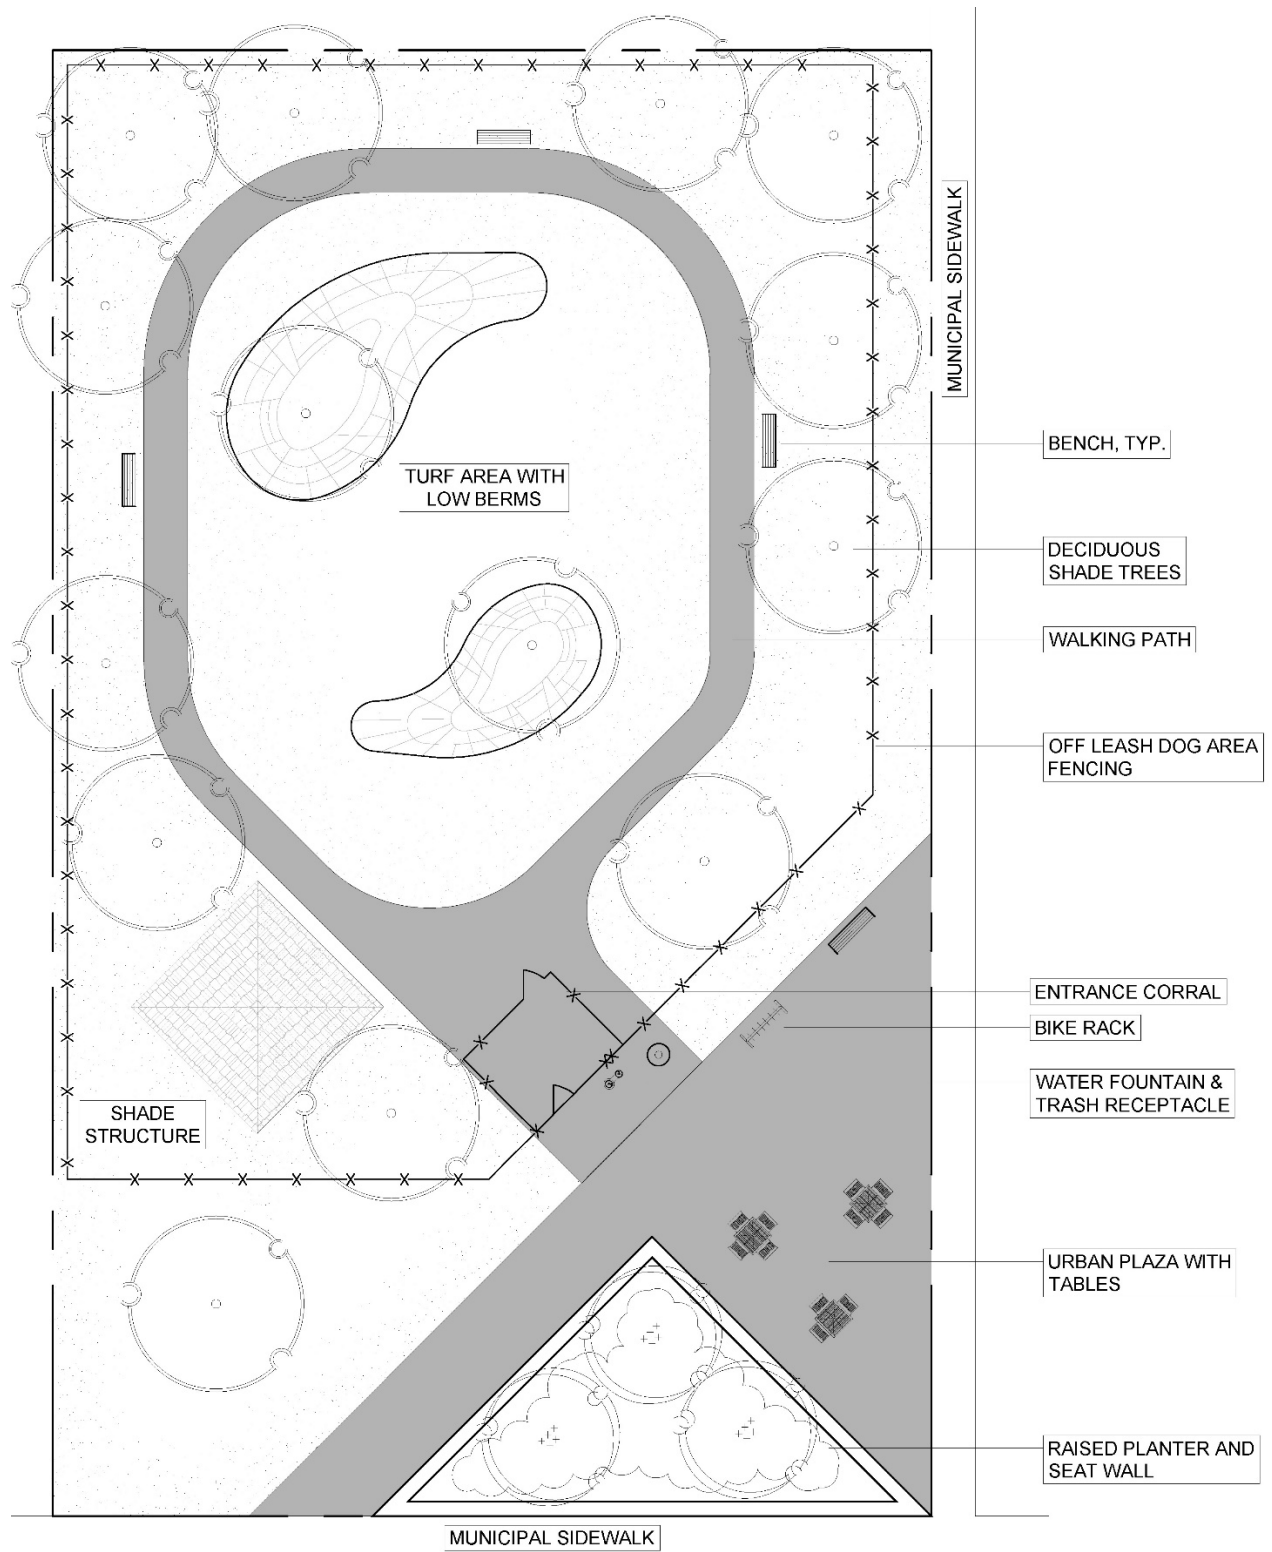 MUNICIPAL SIDEWALK
BENCH, TYP.
TURF AREA WITH
LOW BERMS
DECIDUOUS
SHADE TREES
WALKING PATH
OFF LEASH DOG AREA
FENCING
ENTRANCE CORRAL
BIKE RACK
WATER FOUNTAIN &
TRASH RECEPTACLE
SHADE
STRUCTURE
URBAN PLAZA WITH
TABLES
RAISED PLANTER AND
SEAT WALL
MUNICIPAL SIDEWALK